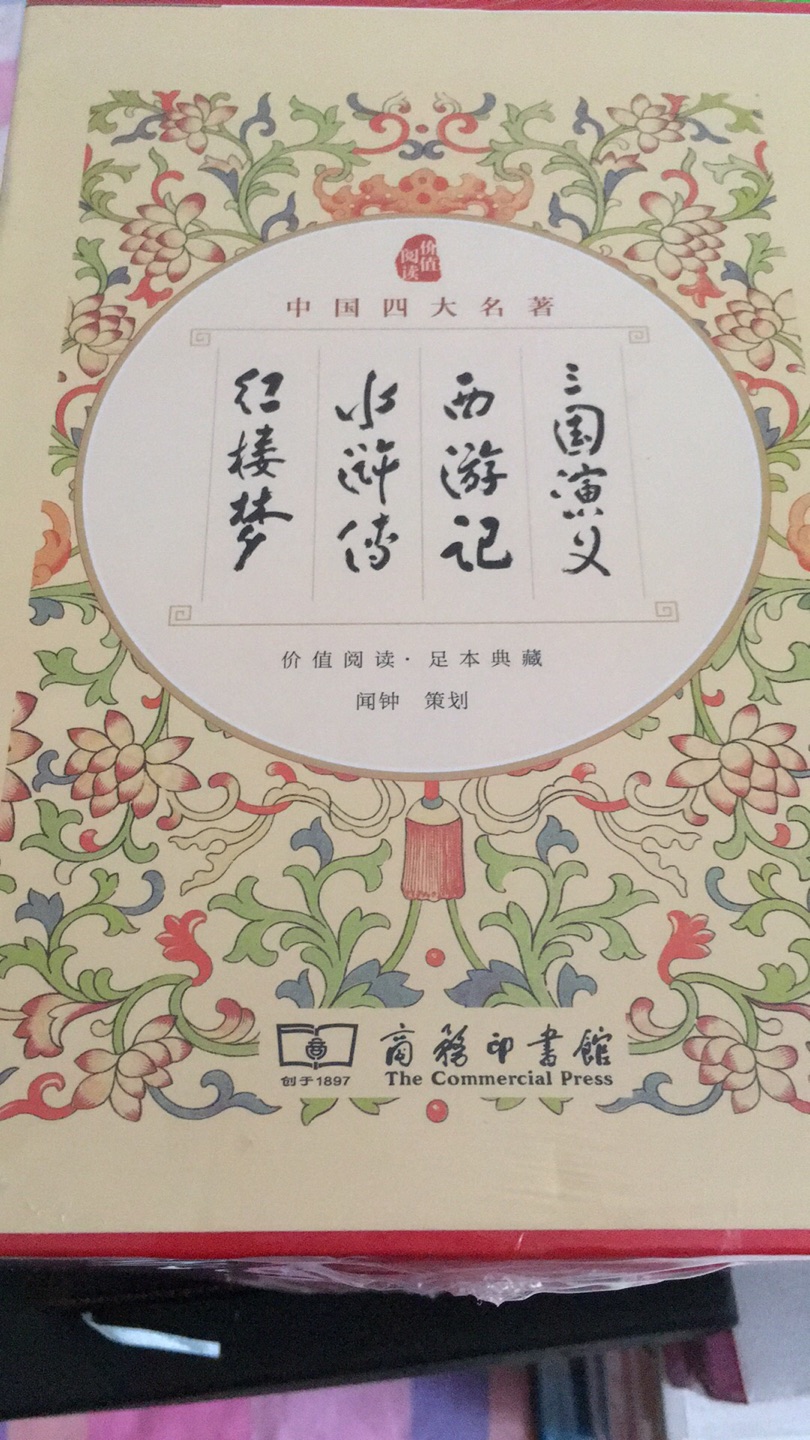 价值阅读
中国四大名著
三国演义
西游记
水浒传
红楼梦
价值阅读·足本典藏
闻钟 策划
创于1897
商務印書館
The Commercial Press